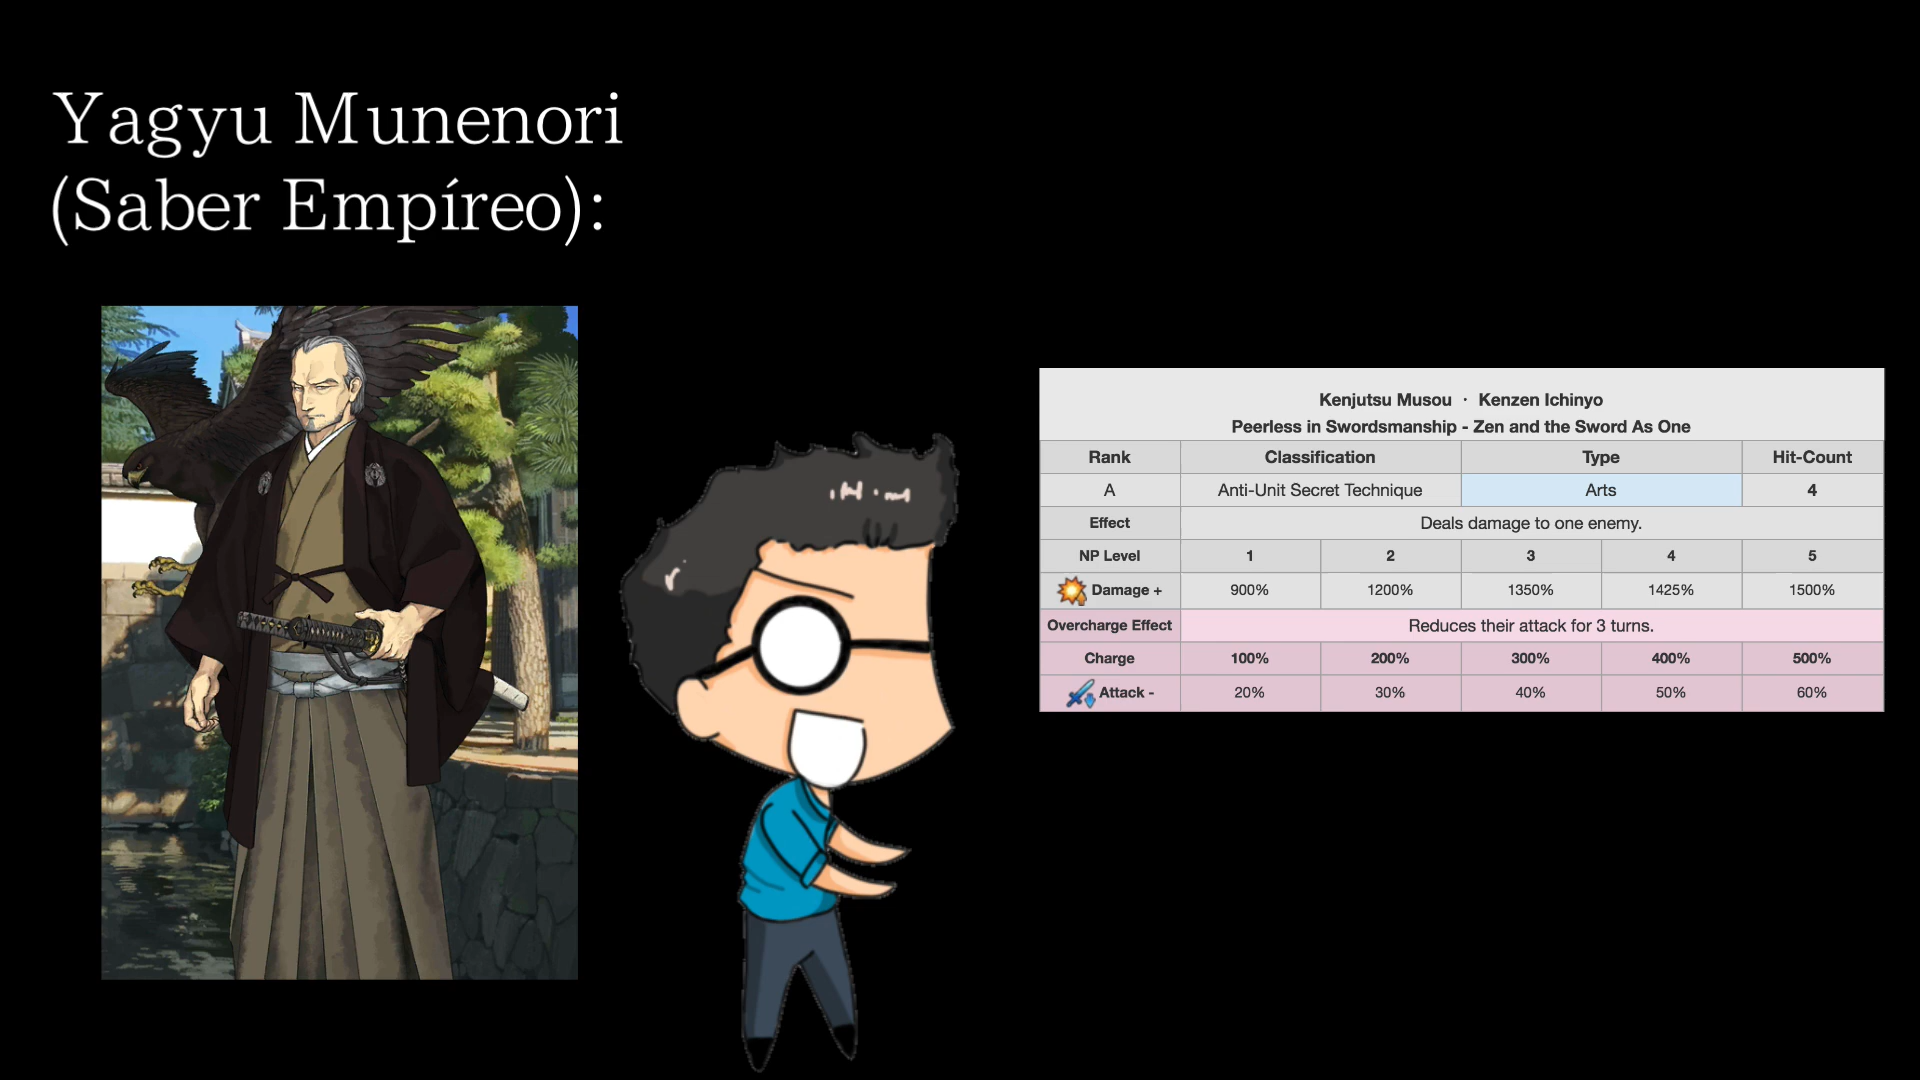 Yagyu Munenori
(Saber Empíreo):
Kenjutsu Musou · Kenzen Ichinyo
Peerless in Swordsmanship - Zen and the Sword As One
Rank Classification Type Hit-Count
A Anti-Unit Secret Technique Arts 4
Effect Deals damage to one enemy.
NP Level 1 2 3 4 5
Damage + 900% 1200% 1350% 1425% 1500%
Overcharge Effect Reduces their attack for 3 turns.
Charge 100% 200% 300% 400% 500%
Attack - 20% 30% 40% 50% 60%